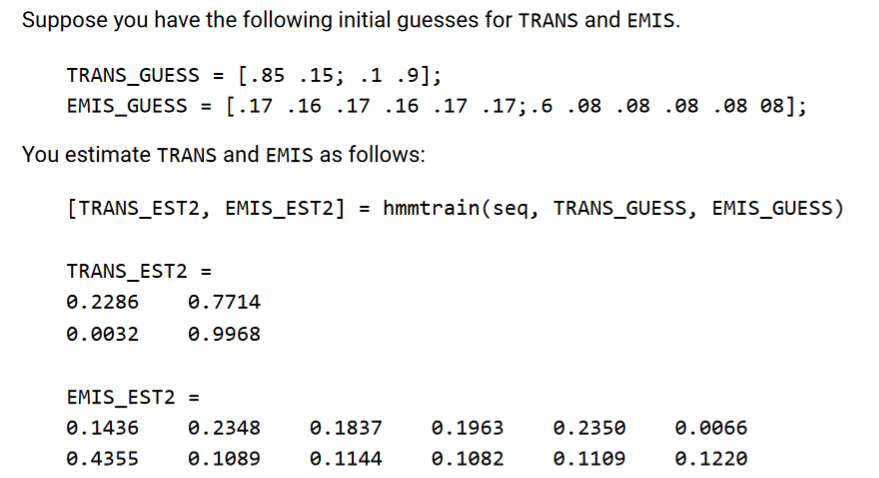 Suppose you have the following initial guesses for TRANS and EMIS.
TRANS_GUESS = [.85 .15; .1 .9];
EMIS_GUESS = [.17 .16 .17 .16 .17 .17;.6 .08 .08 .08 .08 08];
You estimate TRANS and EMIS as follows:
[TRANS_EST2, EMIS_EST2] = hmmtrain(seq, TRANS_GUESS, EMIS_GUESS)
TRANS_EST2 =
0.2286 0.7714
0.0032 0.9968
EMIS_EST2 =
0.1436 0.2348 0.1837 0.1963 0.2350 0.0066
0.4355 0.1089 0.1144 0.1082 0.1109 0.1220